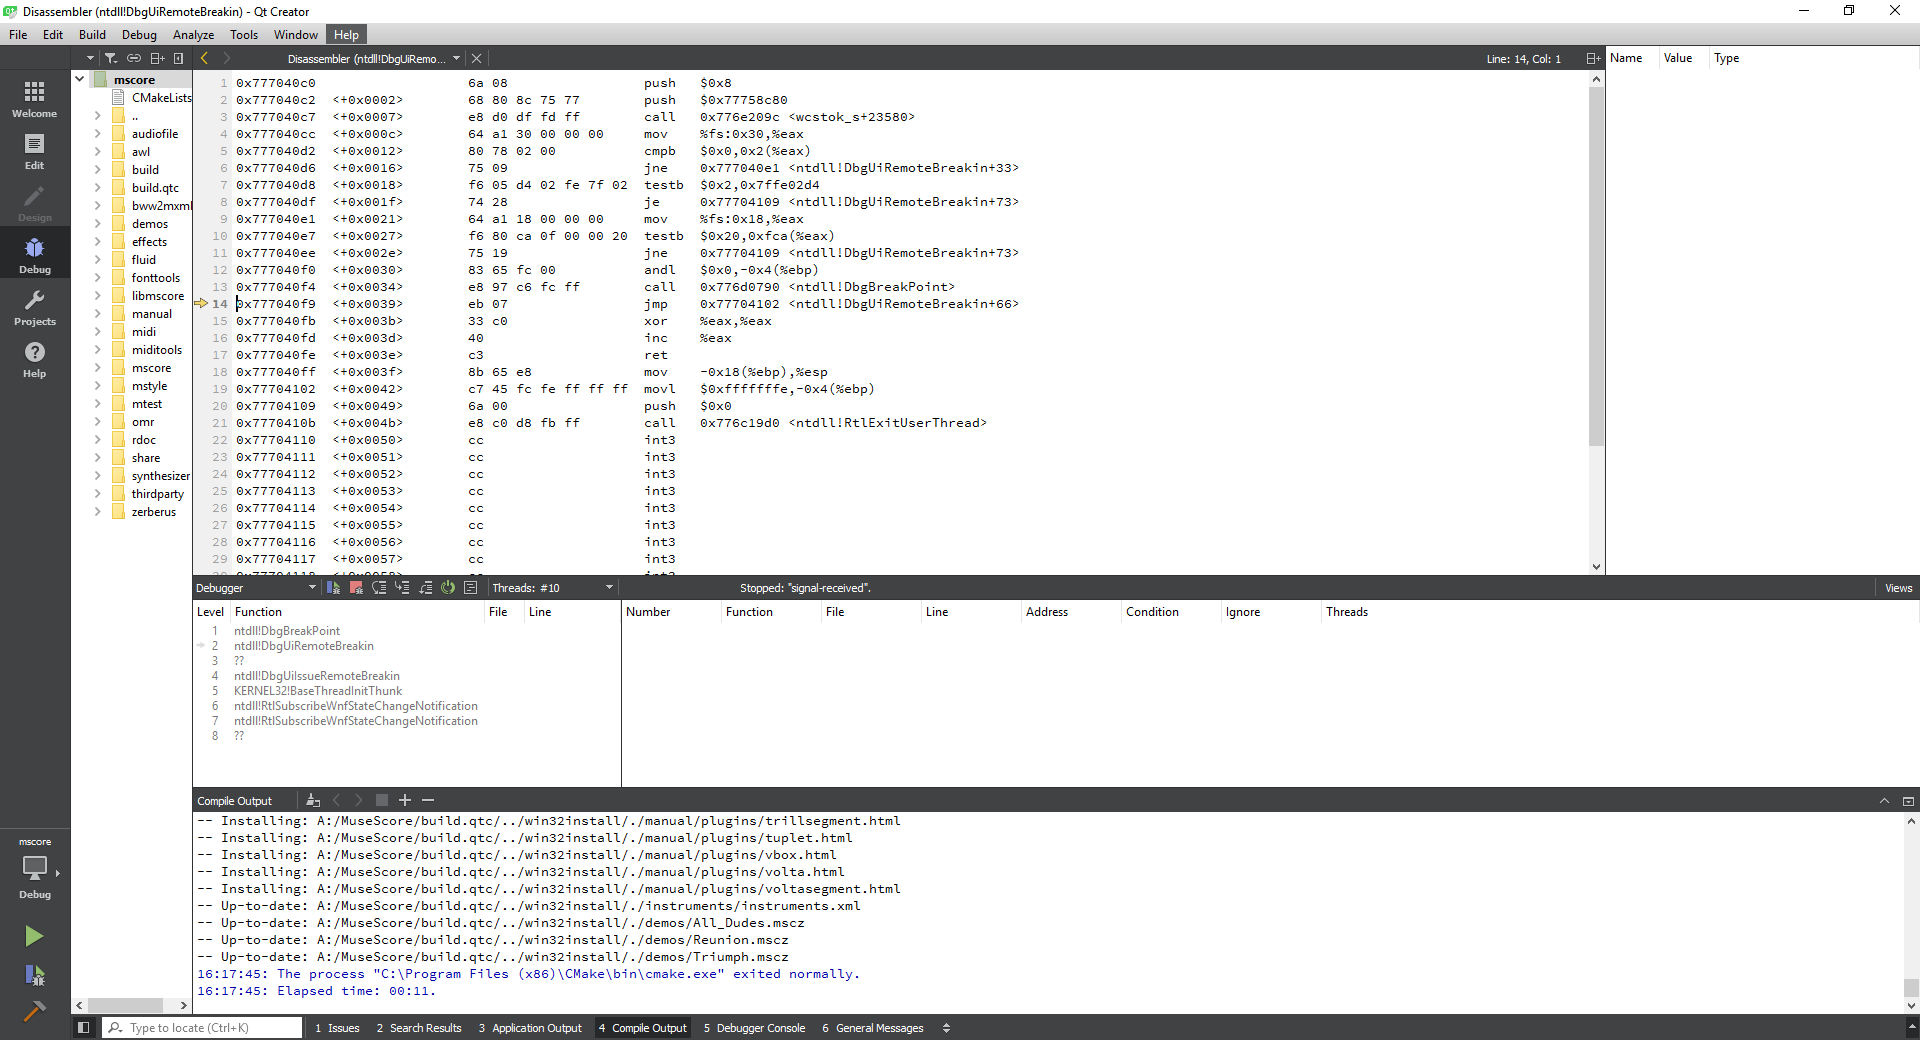 Disassembler (ntdll!DbgUiRemoteBreakin) - Qt Creator
File Edit Build Debug Analyze Tools Window Help
Disassembler (ntdll!DbgUiRemo... Line: 14, Col: 1 Name Value Type
Welcome
Edit
Design
Debug
Projects
Help
mscore
Debug
mscore
CMakeLists
..
audiofile
awl
build
build.qtc
bww2mxml
demos
effects
fluid
fonttools
libmscore
manual
midi
miditools
mscore
mstyle
mtest
omr
rdoc
share
synthesizer
thirdparty
zerberus
1 0x777040c0 6a 08 push $0x8
2 0x777040c2 <+0x0002> 68 80 8c 75 77 push $0x77758c80
3 0x777040c7 <+0x0007> e8 d0 df fd ff call 0x776e209c <wcstok_s+23580>
4 0x777040cc <+0x000c> 64 a1 30 00 00 00 mov %fs:0x30,%eax
5 0x777040d2 <+0x0012> 80 78 02 00 cmpb $0x0,0x2(%eax)
6 0x777040d6 <+0x0016> 75 09 jne 0x777040e1 <ntdll!DbgUiRemoteBreakin+33>
7 0x777040d8 <+0x0018> f6 05 d4 02 fe 7f 02 testb $0x2,0x7ffe02d4
8 0x777040df <+0x001f> 74 28 je 0x77704109 <ntdll!DbgUiRemoteBreakin+73>
9 0x777040e1 <+0x0021> 64 a1 18 00 00 00 mov %fs:0x18,%eax
10 0x777040e7 <+0x0027> f6 80 ca 0f 00 00 20 testb $0x20,0xfca(%eax)
11 0x777040ee <+0x002e> 75 19 jne 0x77704109 <ntdll!DbgUiRemoteBreakin+73>
12 0x777040f0 <+0x0030> 83 65 fc 00 andl $0x0,-0x4(%ebp)
13 0x777040f4 <+0x0034> e8 97 c6 fc ff call 0x776d0790 <ntdll!DbgBreakPoint>
14 0x777040f9 <+0x0039> eb 07 jmp 0x77704102 <ntdll!DbgUiRemoteBreakin+66>
15 0x777040fb <+0x003b> 33 c0 xor %eax,%eax
16 0x777040fd <+0x003d> 40 inc %eax
17 0x777040fe <+0x003e> c3 ret
18 0x777040ff <+0x003f> 8b 65 e8 mov -0x18(%ebp),%esp
19 0x77704102 <+0x0042> c7 45 fc fe ff ff ff movl $0xfffffffe,-0x4(%ebp)
20 0x77704109 <+0x0049> 6a 00 push $0x0
21 0x7770410b <+0x004b> e8 c0 d8 fb ff call 0x776c19d0 <ntdll!RtlExitUserThread>
22 0x77704110 <+0x0050> cc int3
23 0x77704111 <+0x0051> cc int3
24 0x77704112 <+0x0052> cc int3
25 0x77704113 <+0x0053> cc int3
26 0x77704114 <+0x0054> cc int3
27 0x77704115 <+0x0055> cc int3
28 0x77704116 <+0x0056> cc int3
29 0x77704117 <+0x0057> cc int3
Debugger Threads: #10 Stopped: "signal-received". Views
Level Function File Line Number Function File Line Address Condition Ignore Threads
1 ntdll!DbgBreakPoint
2 ntdll!DbgUiRemoteBreakin
3 ??
4 ntdll!DbgUiIssueRemoteBreakin
5 KERNEL32!BaseThreadInitThunk
6 ntdll!RtlSubscribeWnfStateChangeNotification
7 ntdll!RtlSubscribeWnfStateChangeNotification
8 ??
Compile Output
-- Installing: A:/MuseScore/build.qtc/../win32install/./manual/plugins/trillsegment.html
-- Installing: A:/MuseScore/build.qtc/../win32install/./manual/plugins/tuplet.html
-- Installing: A:/MuseScore/build.qtc/../win32install/./manual/plugins/vbox.html
-- Installing: A:/MuseScore/build.qtc/../win32install/./manual/plugins/volta.html
-- Installing: A:/MuseScore/build.qtc/../win32install/./manual/plugins/voltasegment.html
-- Up-to-date: A:/MuseScore/build.qtc/../win32install/./instruments/instruments.xml
-- Up-to-date: A:/MuseScore/build.qtc/../win32install/./demos/All_Dudes.mscz
-- Up-to-date: A:/MuseScore/build.qtc/../win32install/./demos/Reunion.mscz
-- Up-to-date: A:/MuseScore/build.qtc/../win32install/./demos/Triumph.mscz
16:17:45: The process "C:\Program Files (x86)\CMake\bin\cmake.exe" exited normally.
16:17:45: Elapsed time: 00:11.
Type to locate (Ctrl+K) 1 Issues 2 Search Results 3 Application Output 4 Compile Output 5 Debugger Console 6 General Messages